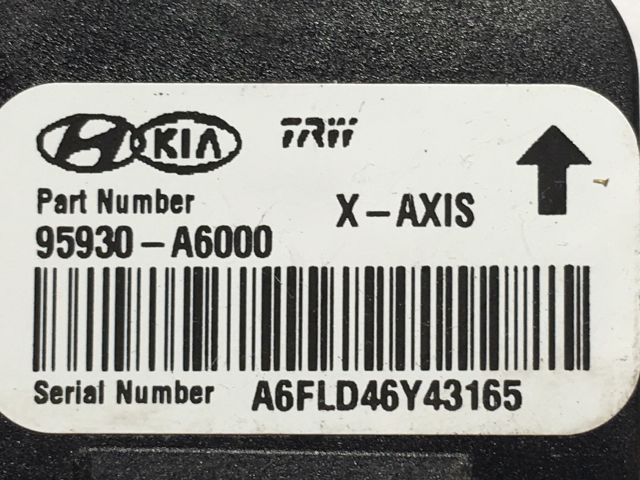 KIA TRW
Part Number
95930-A6000
X-AXIS
Serial Number A6FLD46Y43165